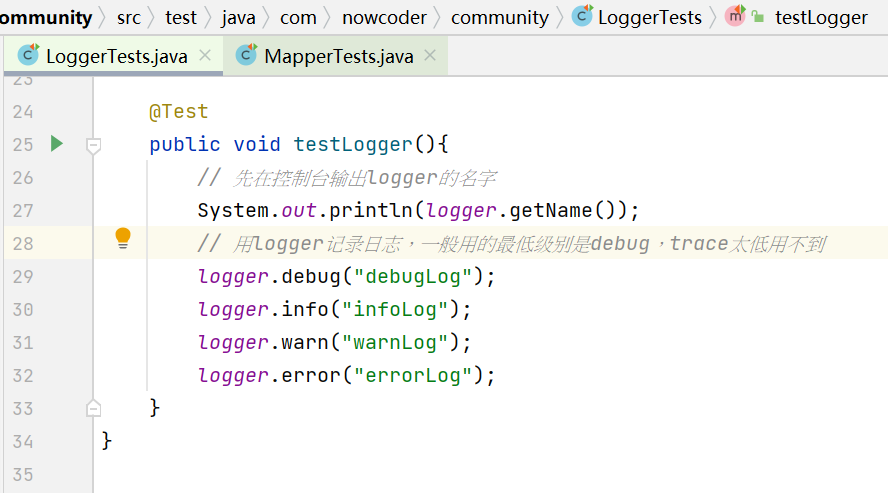 ommunity 〉 src 〉 test 〉 java 〉 com 〉 nowcoder 〉 community 〉 LoggerTests 〉 testLogger
LoggerTests.java × MapperTests.java ×
23
24 @Test
25 public void testLogger(){
26 // 先在控制台输出logger的名字
27 System.out.println(logger.getName());
28 // 用logger记录日志，一般用的最低级别是debug，trace太低用不到
29 logger.debug("debugLog");
30 logger.info("infoLog");
31 logger.warn("warnLog");
32 logger.error("errorLog");
33 }
34 }
35